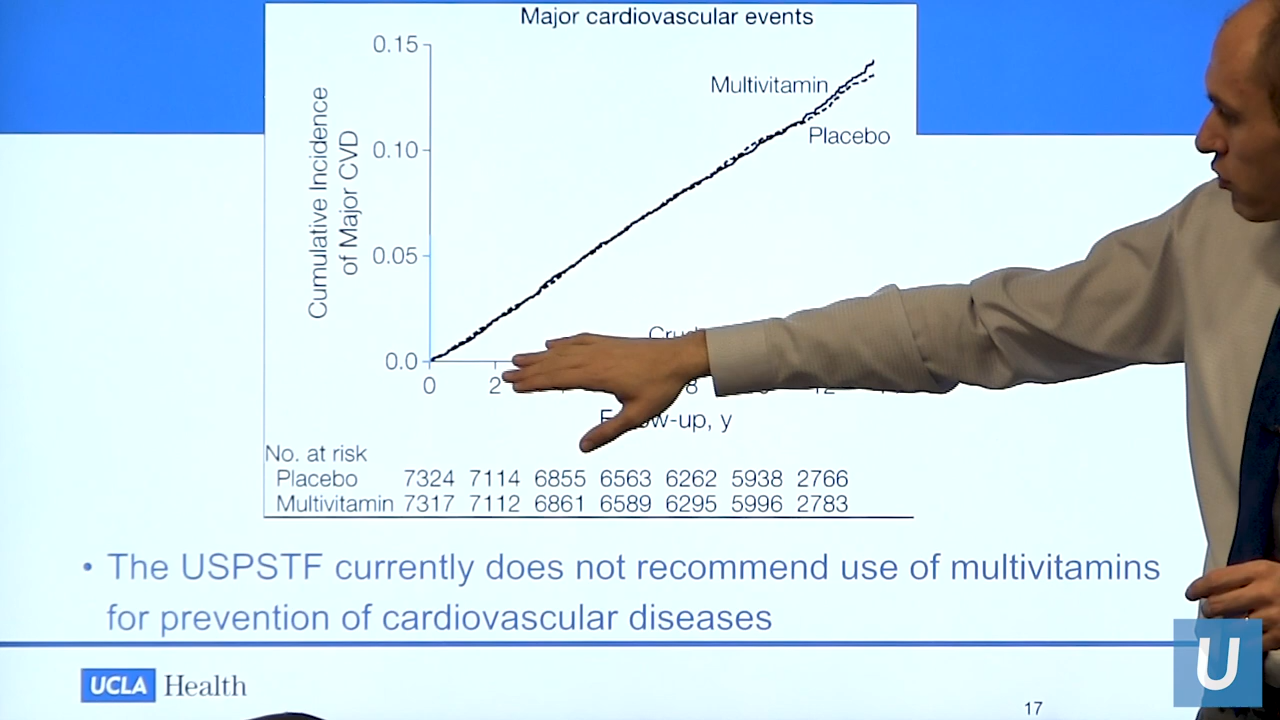 Major cardiovascular events
0.15
Multivitamin
Placebo
0.10
Cumulative Incidence
of Major CVD
0.05
0.0
0 2 8 12
-up, y
No. at risk
Placebo 7324 7114 6855 6563 6262 5938 2766
Multivitamin 7317 7112 6861 6589 6295 5996 2783
• The USPSTF currently does not recommend use of multivitamins
for prevention of cardiovascular diseases
UCLA Health
U
17